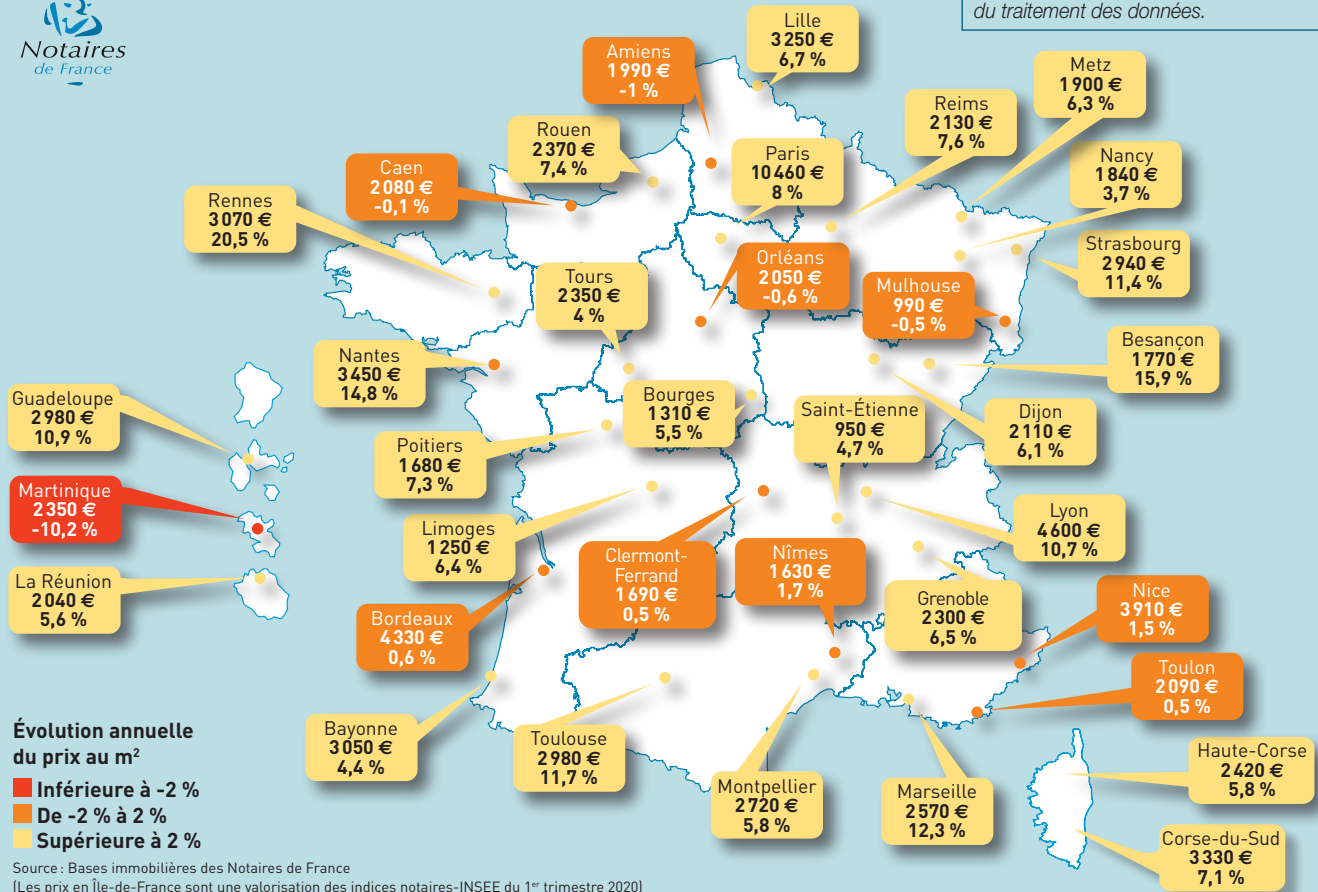 Notaires
de France
du traitement des données.
Lille
3 250 €
6,7 %
Amiens
1 990 €
-1 %
Metz
1 900 €
6,3 %
Reims
2 130 €
7,6 %
Rouen
2 370 €
7,4 %
Paris
10 460 €
8 %
Nancy
1 840 €
3,7 %
Caen
2 080 €
-0,1 %
Rennes
3 070 €
20,5 %
Strasbourg
2 940 €
11,4 %
Orléans
2 050 €
-0,6 %
Tours
2 350 €
4 %
Mulhouse
990 €
-0,5 %
Besançon
1 770 €
15,9 %
Nantes
3 450 €
14,8 %
Guadeloupe
2 980 €
10,9 %
Bourges
1 310 €
5,5 %
Saint-Étienne
950 €
4,7 %
Dijon
2 110 €
6,1 %
Poitiers
1 680 €
7,3 %
Martinique
2 350 €
-10,2 %
Lyon
4 600 €
10,7 %
Limoges
1 250 €
6,4 %
Clermont-
Ferrand
1 690 €
0,5 %
Nîmes
1 630 €
1,7 %
La Réunion
2 040 €
5,6 %
Grenoble
2 300 €
6,5 %
Nice
3 910 €
1,5 %
Bordeaux
4 330 €
0,6 %
Toulon
2 090 €
0,5 %
Bayonne
3 050 €
4,4 %
Toulouse
2 980 €
11,7 %
Montpellier
2 720 €
5,8 %
Marseille
2 570 €
12,3 %
Haute-Corse
2 420 €
5,8 %
Corse-du-Sud
3 330 €
7,1 %
Évolution annuelle
du prix au m²
Inférieure à -2 %
De -2 % à 2 %
Supérieure à 2 %
Source : Bases immobilières des Notaires de France
(Les prix en Île-de-France sont une valorisation des indices notaires-INSEE du 1er trimestre 2020)